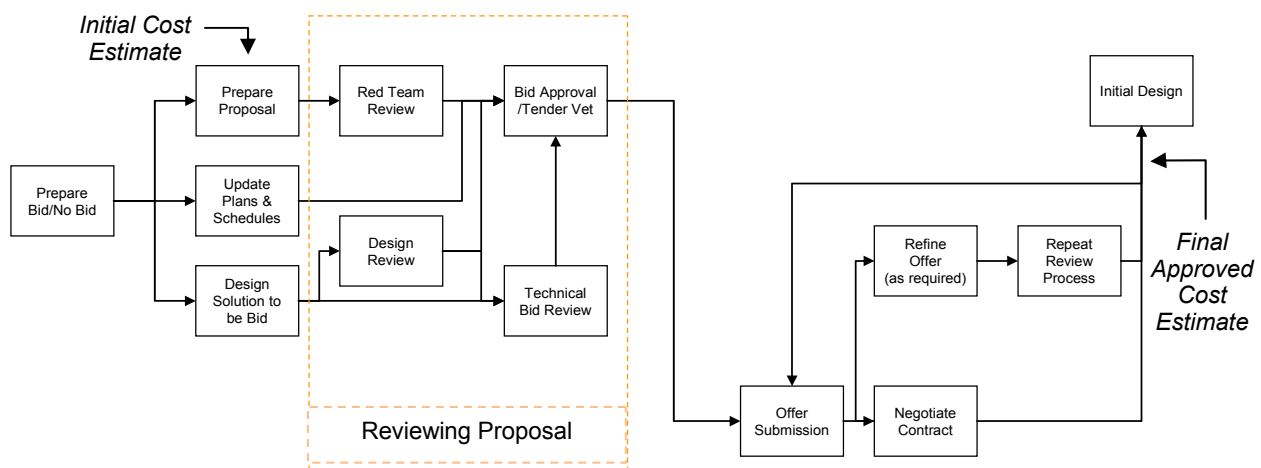 Initial Cost
Estimate
Prepare
Proposal
Red Team
Review
Bid Approval
/Tender Vet
Initial Design
Prepare
Bid/No Bid
Update
Plans &
Schedules
Design
Review
Refine
Offer
(as required)
Repeat
Review
Process
Final
Approved
Cost
Estimate
Design
Solution to
be Bid
Technical
Bid Review
Offer
Submission
Negotiate
Contract
Reviewing Proposal